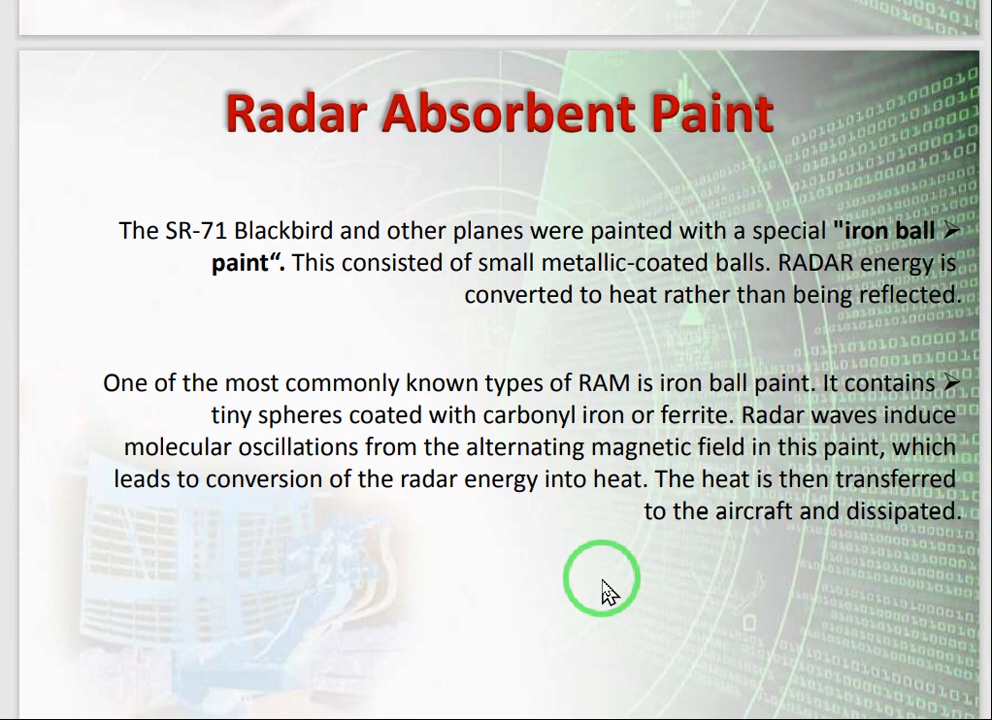 Radar Absorbent Paint
The SR-71 Blackbird and other planes were painted with a special "iron ball ➢
paint“. This consisted of small metallic-coated balls. RADAR energy is
converted to heat rather than being reflected.
One of the most commonly known types of RAM is iron ball paint. It contains ➢
tiny spheres coated with carbonyl iron or ferrite. Radar waves induce
molecular oscillations from the alternating magnetic field in this paint, which
leads to conversion of the radar energy into heat. The heat is then transferred
to the aircraft and dissipated.